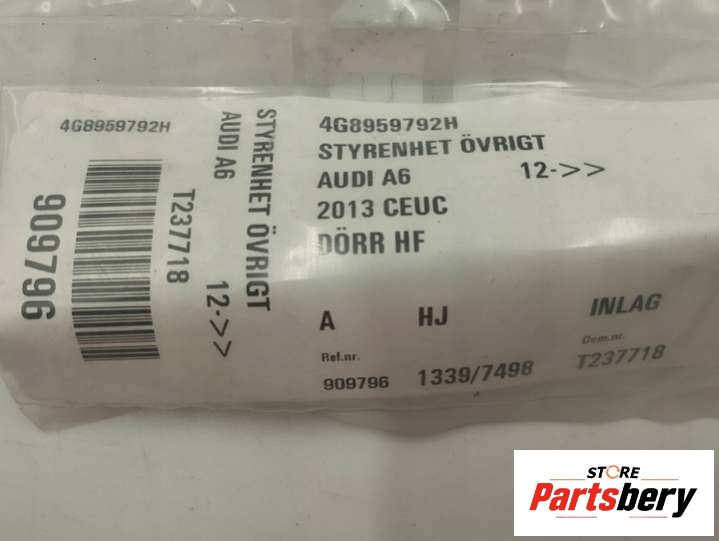 4G8959792H
909796
T237718
STYRENHET ÖVRIGT
AUDI A6 12->>
4G8959792H
STYRENHET ÖVRIGT
AUDI A6 12->>
2013 CEUC
DÖRR HF
A HJ INLAG
Ref.nr. Dem.nr.
909796 1339/7498 T237718
STORE
Partsbery